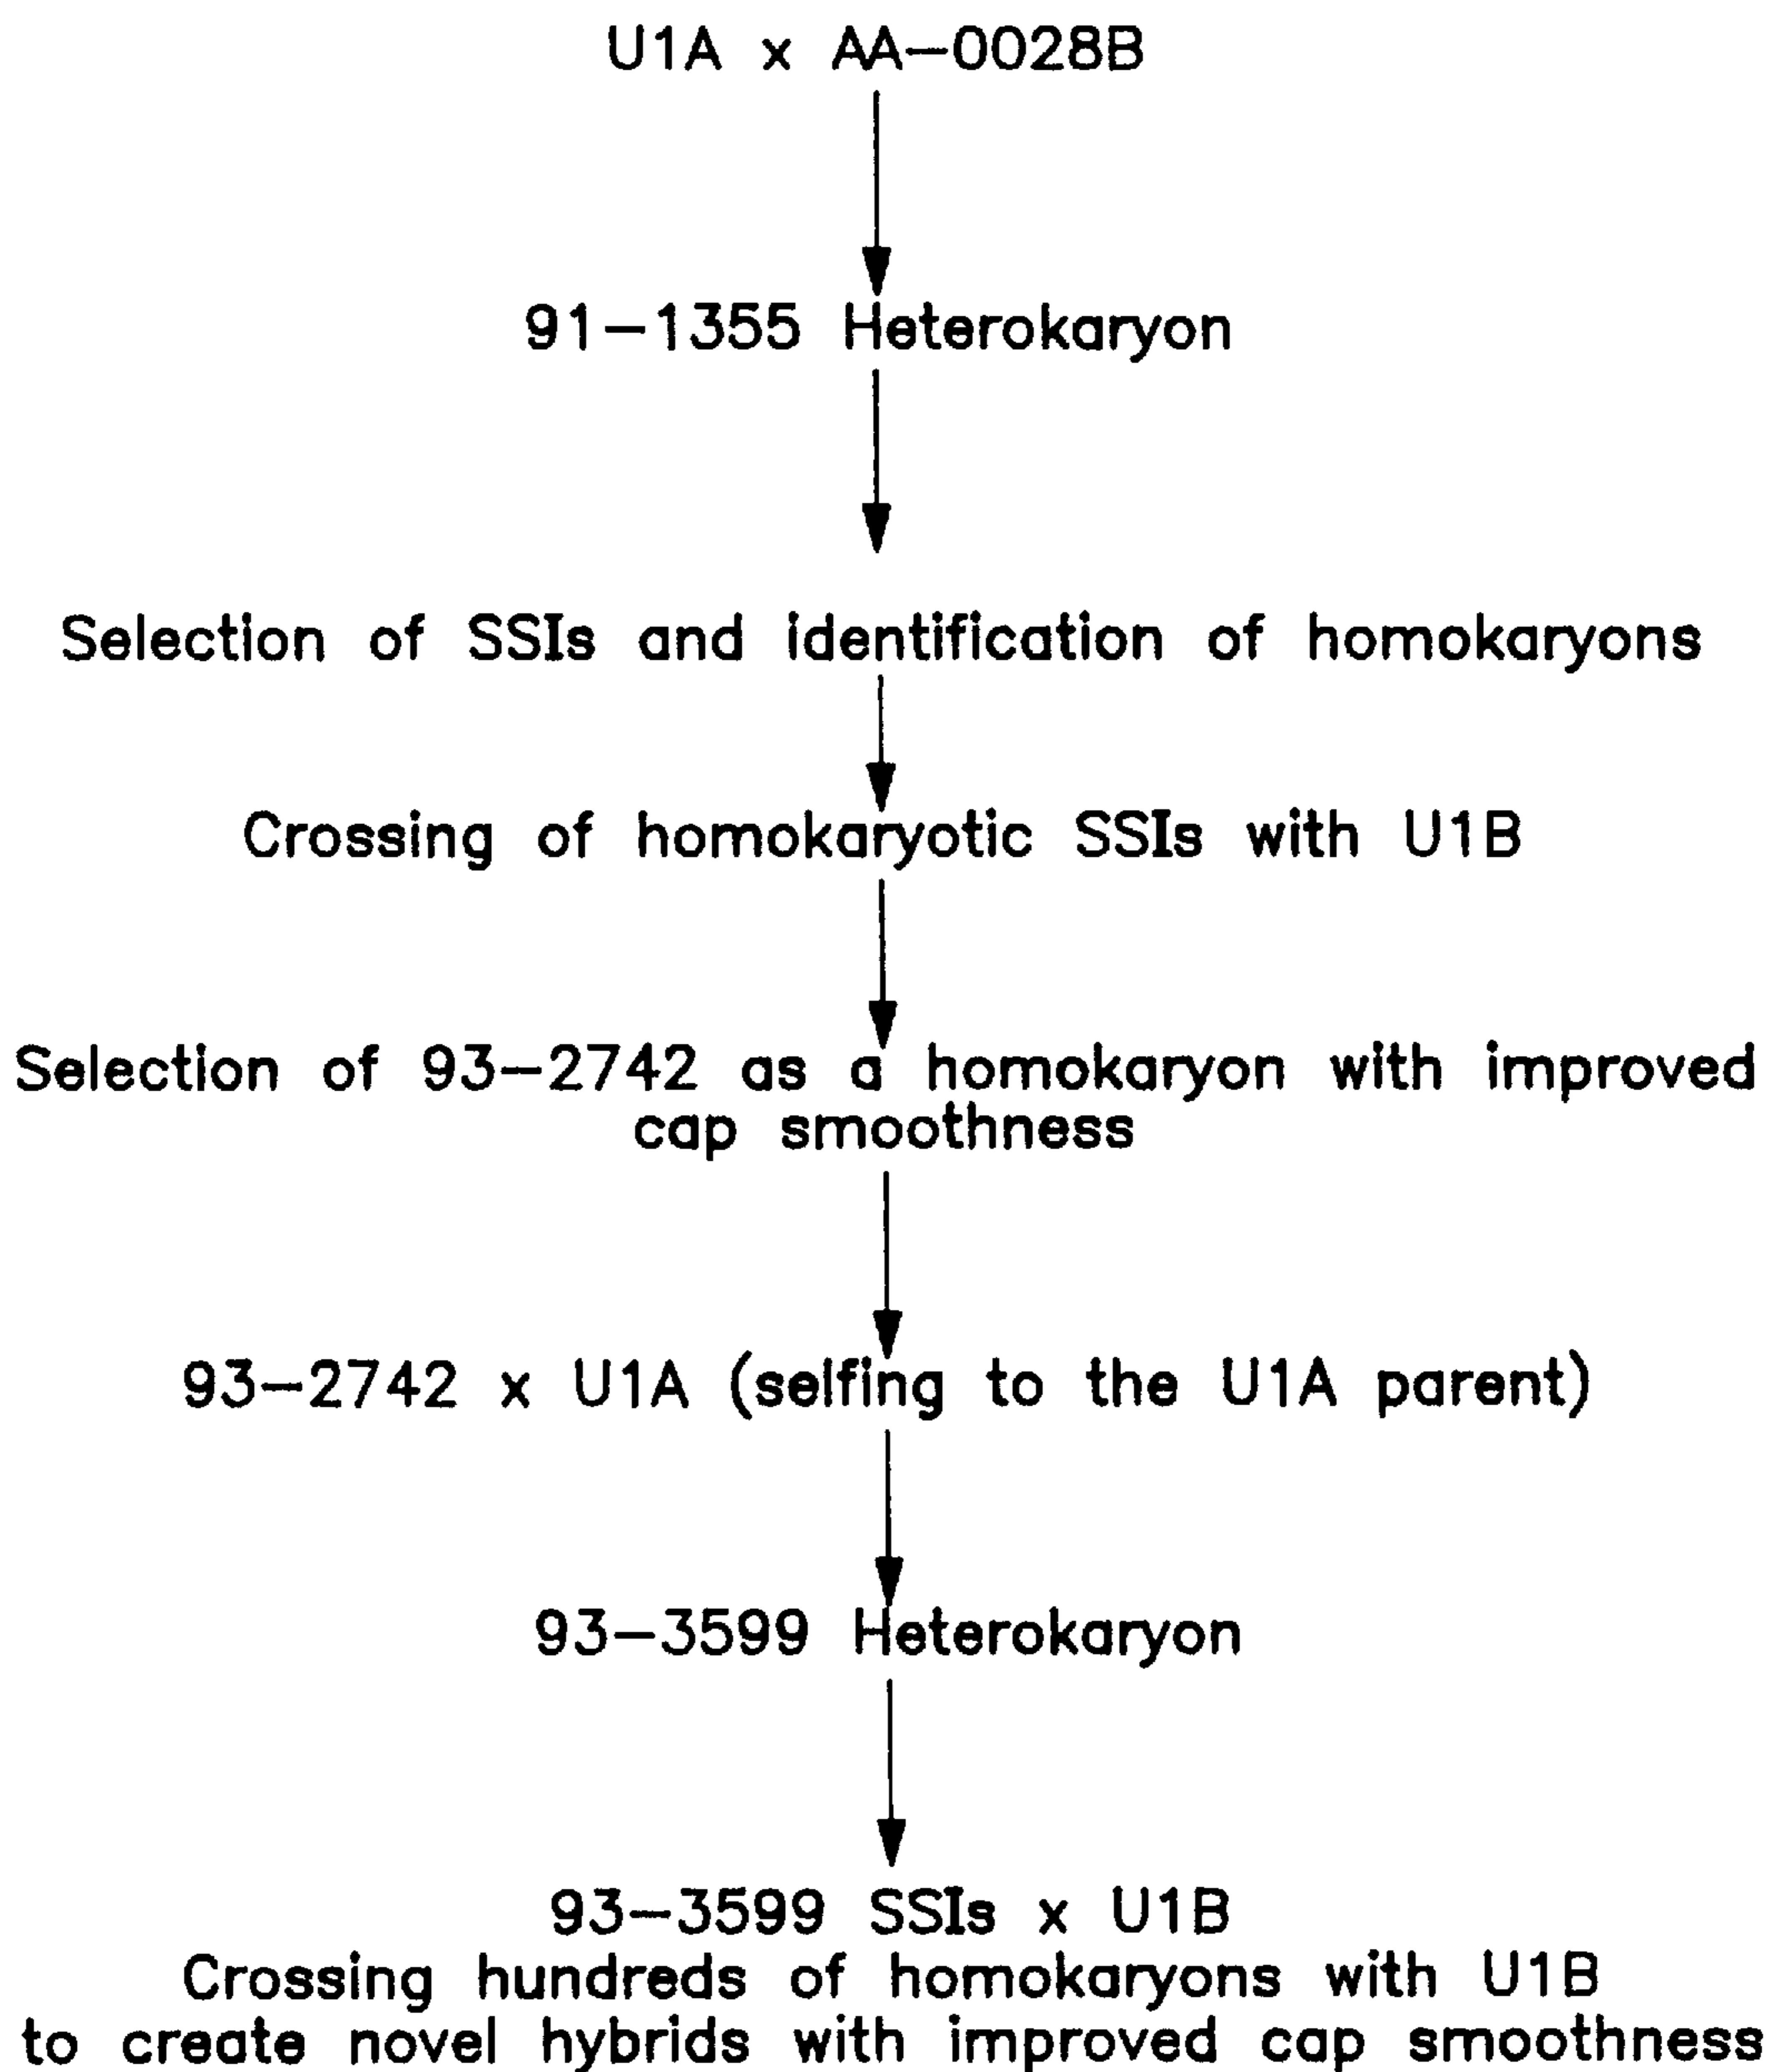 U1A x AA-0028B
91-1355 Heterokaryon
Selection of SSIs and identification of homokaryons
Crossing of homokaryotic SSIs with U1B
Selection of 93-2742 as a homokaryon with improved
cap smoothness
93-2742 x U1A (selfing to the U1A parent)
93-3599 Heterokaryon
93-3599 SSIs x U1B
Crossing hundreds of homokaryons with U1B
to create novel hybrids with improved cap smoothness